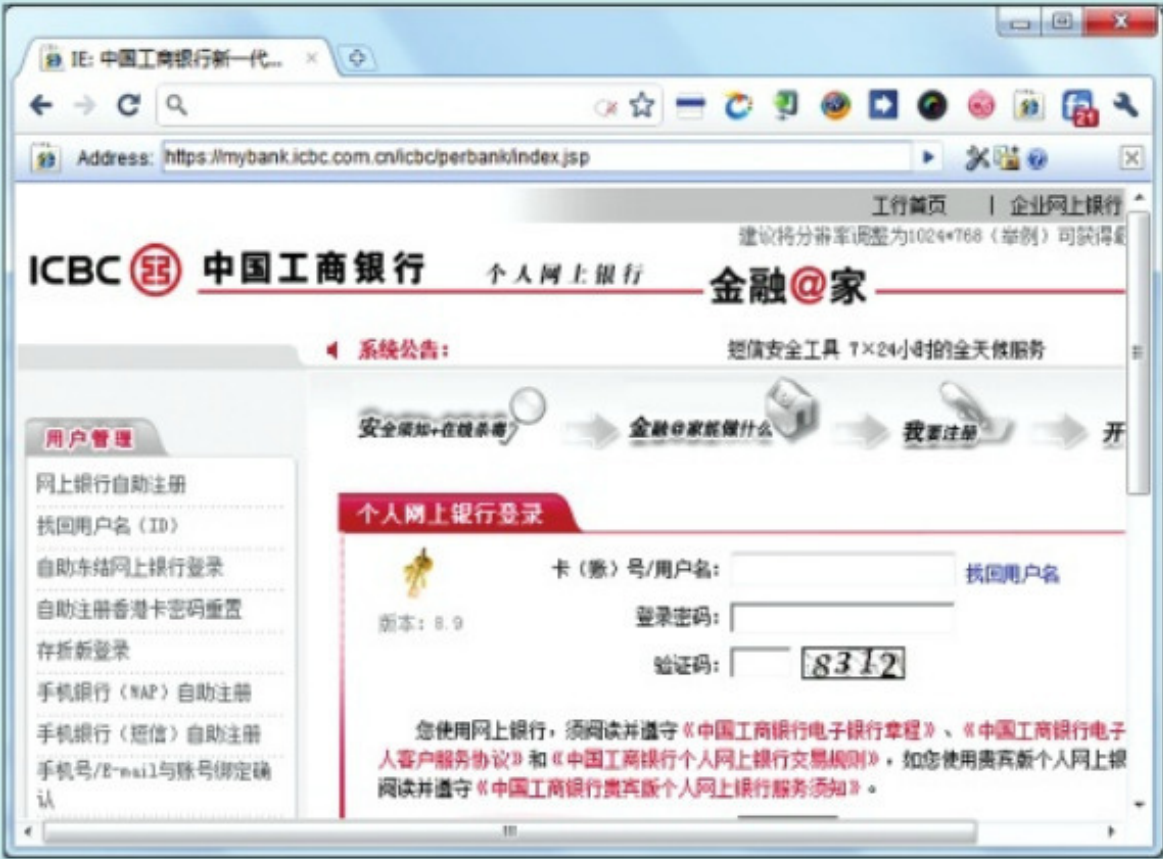 IE: 中国工商银行新一代...
21
Address: https://mybank.icbc.com.cn/icbc/perbank/index.jsp
工行首页 | 企业网上银行
建议将分辨率调整为1024*768（举例）可获得最
ICBC 中国工商银行 个人网上银行 金融@家
系统公告: 短信安全工具 7×24小时的全天候服务
安全须知+在线杀毒 金融@家能做什么 我要注册 开
用户管理
网上银行自助注册
找回用户名（ID）
自助冻结网上银行登录
自助注册香港卡密码重置
存折版登录
手机银行（WAP）自助注册
手机银行（短信）自助注册
手机号/E-mail与账号绑定确
认
个人网上银行登录
卡（账）号/用户名: 找回用户名
版本: 8.9
登录密码:
验证码: 8312
您使用网上银行，须阅读并遵守《中国工商银行电子银行章程》、《中国工商银行电子
人客户服务协议》和《中国工商银行个人网上银行交易规则》，如您使用贵宾版个人网上银
阅读并遵守《中国工商银行贵宾版个人网上银行服务须知》。